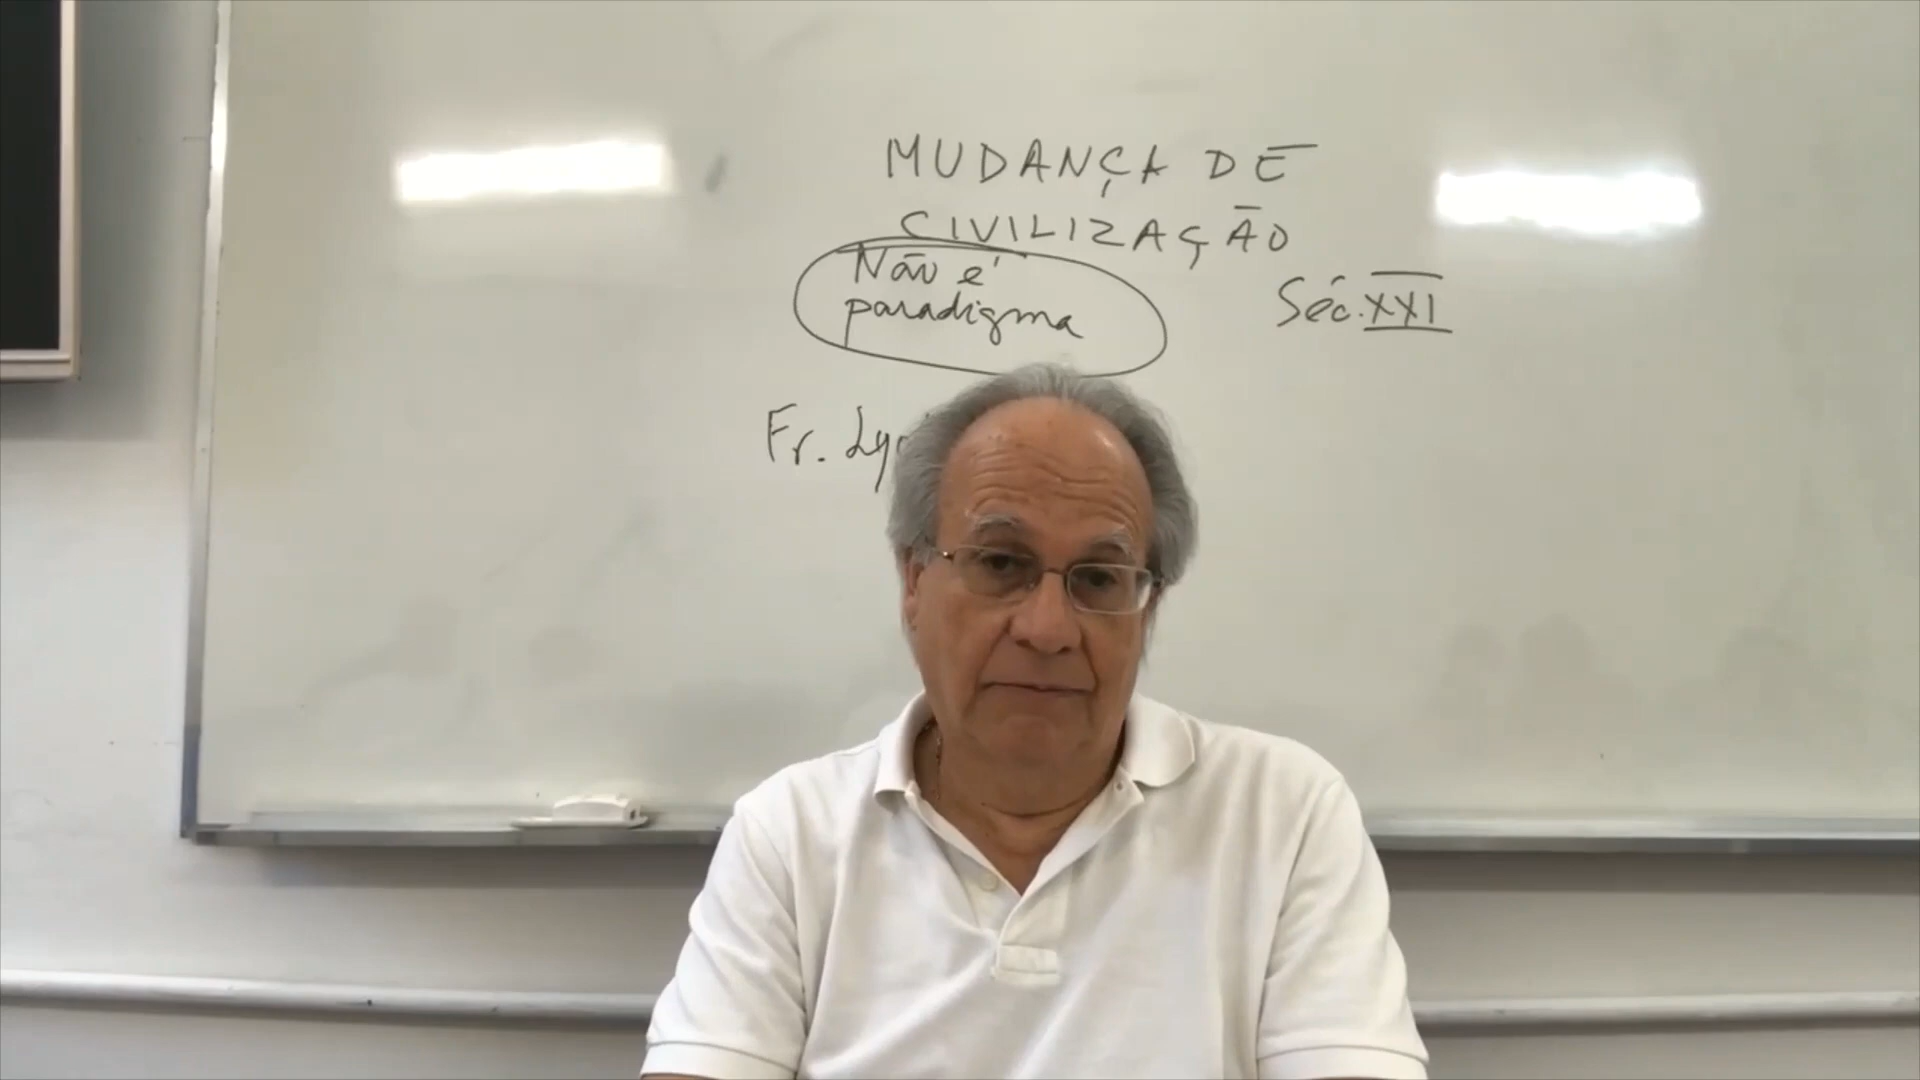 MUDANÇA DE
CIVILIZAÇÃO
Não é
paradigma
Séc. XXI
Fr.